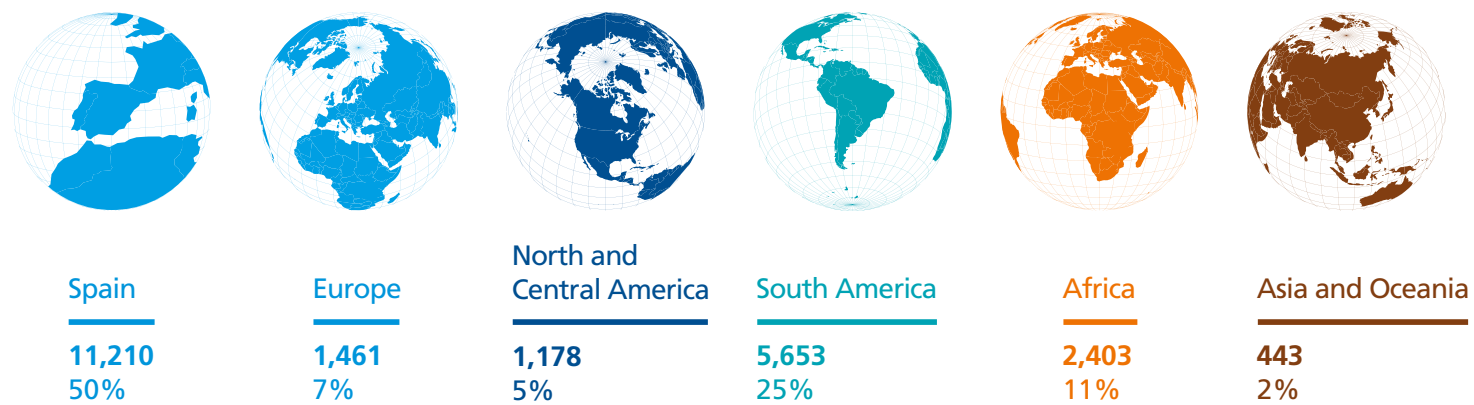 Spain
11,210
50%
Europe
1,461
7%
North and
Central America
1,178
5%
South America
5,653
25%
Africa
2,403
11%
Asia and Oceania
443
2%